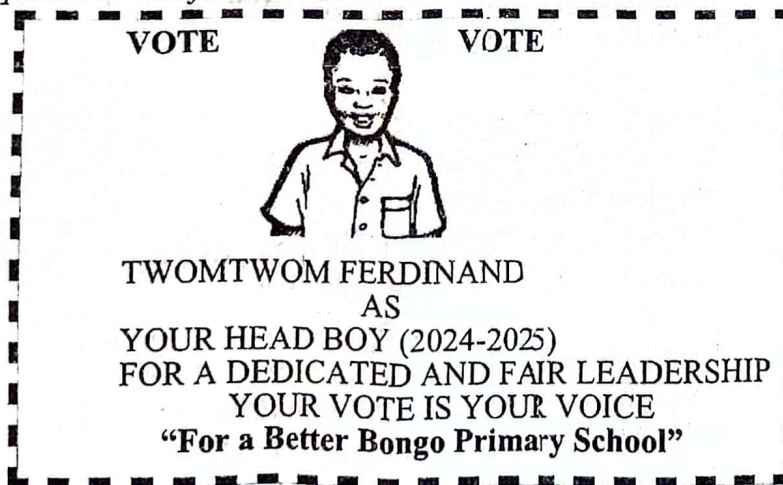 VOTE VOTE
TWOMTWOM FERDINAND
AS
YOUR HEAD BOY (2024-2025)
FOR A DEDICATED AND FAIR LEADERSHIP
YOUR VOTE IS YOUR VOICE
“For a Better Bongo Primary School”